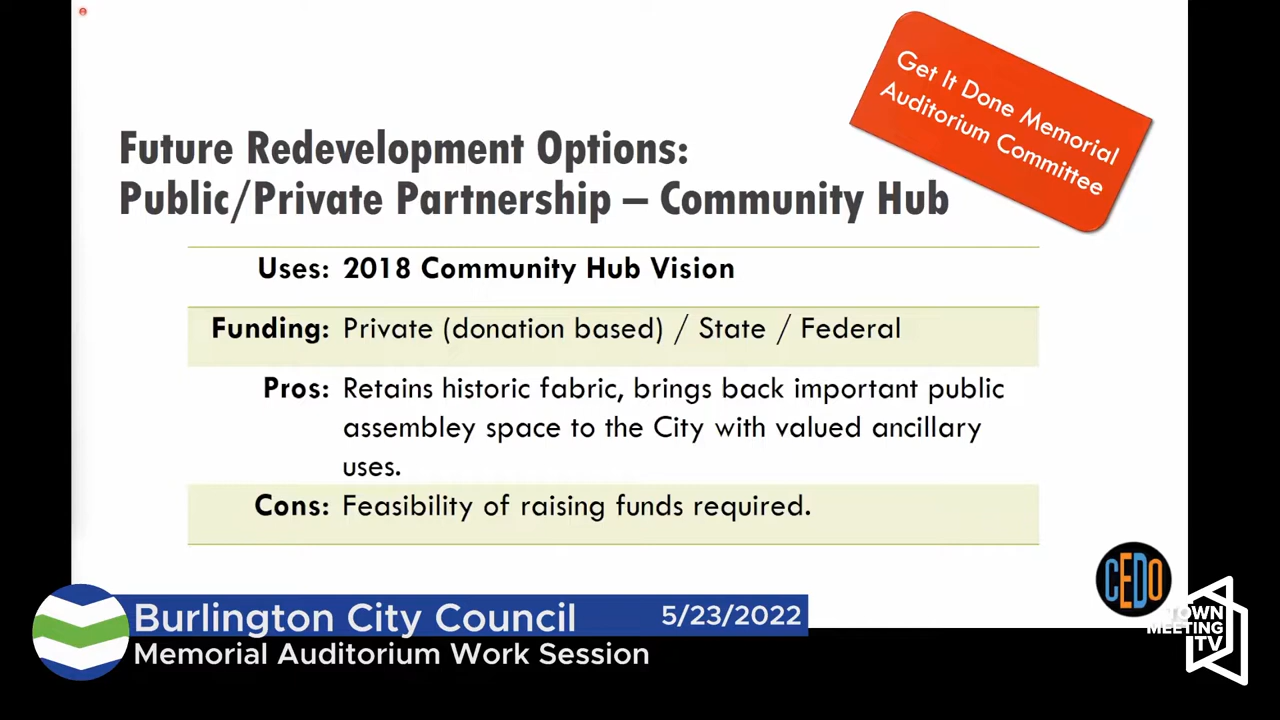 Get It Done Memorial
Auditorium Committee
Future Redevelopment Options:
Public/Private Partnership – Community Hub
Uses: 2018 Community Hub Vision
Funding: Private (donation based) / State / Federal
Pros: Retains historic fabric, brings back important public
assembley space to the City with valued ancillary
uses.
Cons: Feasibility of raising funds required.
CEDO
Burlington City Council 5/23/2022
Memorial Auditorium Work Session
TOWN
MEETING
TV